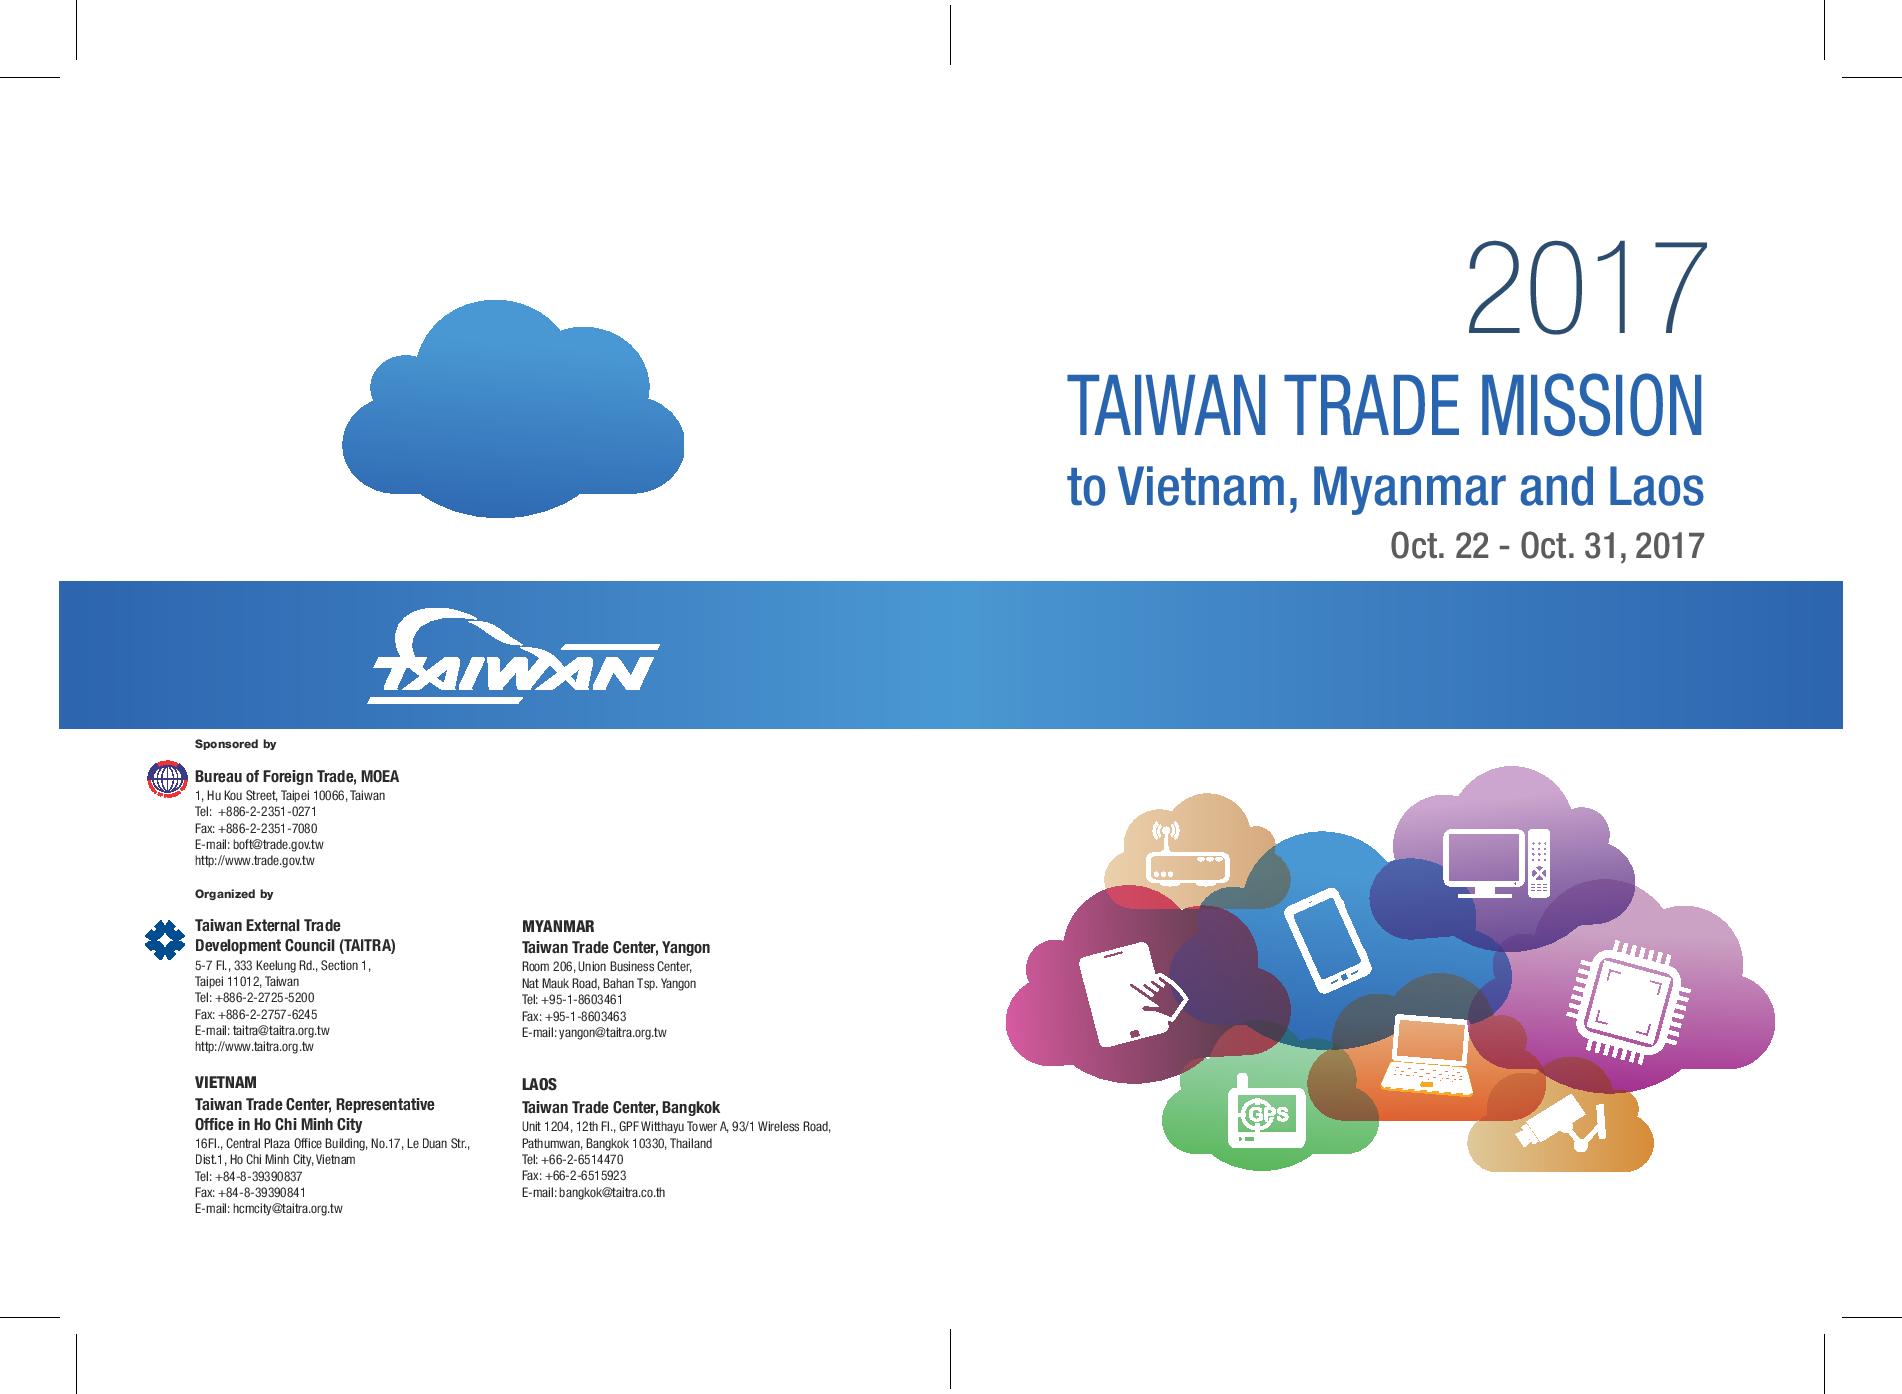 2017
TAIWAN TRADE MISSION
to Vietnam, Myanmar and Laos
Oct. 22 - Oct. 31, 2017
TAIWAN
Sponsored by
Bureau of Foreign Trade, MOEA
1, Hu Kou Street, Taipei 10066, Taiwan
Tel: +886-2-2351-0271
Fax: +886-2-2351-7080
E-mail: boft@trade.gov.tw
http://www.trade.gov.tw
Organized by
Taiwan External Trade
Development Council (TAITRA)
5-7 Fl., 333 Keelung Rd., Section 1,
Taipei 11012, Taiwan
Tel: +886-2-2725-5200
Fax: +886-2-2757-6245
E-mail: taitra@taitra.org.tw
http://www.taitra.org.tw
VIETNAM
Taiwan Trade Center, Representative
Office in Ho Chi Minh City
16Fl., Central Plaza Office Building, No.17, Le Duan Str.,
Dist.1, Ho Chi Minh City, Vietnam
Tel: +84-8-39390837
Fax: +84-8-39390841
E-mail: hcmcity@taitra.org.tw
MYANMAR
Taiwan Trade Center, Yangon
Room 206, Union Business Center,
Nat Mauk Road, Bahan Tsp. Yangon
Tel: +95-1-8603461
Fax: +95-1-8603463
E-mail: yangon@taitra.org.tw
LAOS
Taiwan Trade Center, Bangkok
Unit 1204, 12th Fl., GPF Witthayu Tower A, 93/1 Wireless Road,
Pathumwan, Bangkok 10330, Thailand
Tel: +66-2-6514470
Fax: +66-2-6515923
E-mail: bangkok@taitra.co.th
GPS